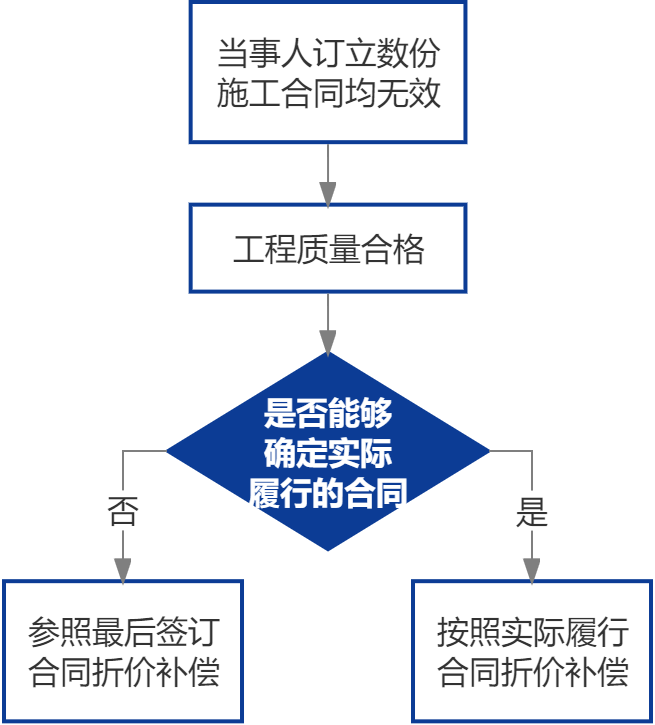 当事人订立数份
施工合同均无效
工程质量合格
是否能够
确定实际
履行的合同
否
是
参照最后签订
合同折价补偿
按照实际履行
合同折价补偿